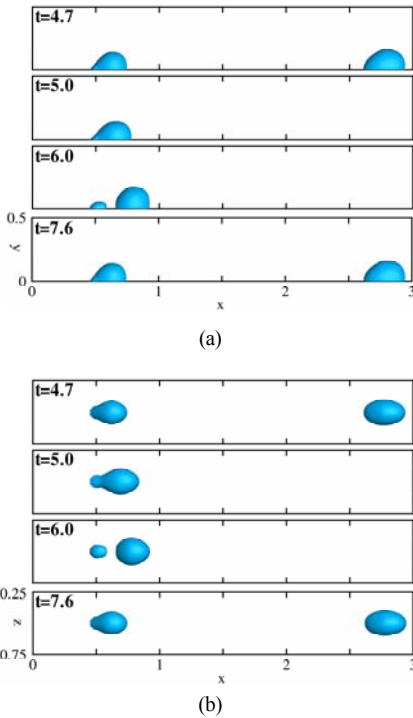 t=4.7
t=5.0
t=6.0
0.5
t=7.6
y
0
0 1 2 3
x
(a)
t=4.7
t=5.0
t=6.0
0.25
t=7.6
z
0.75
0 1 2 3
x
(b)